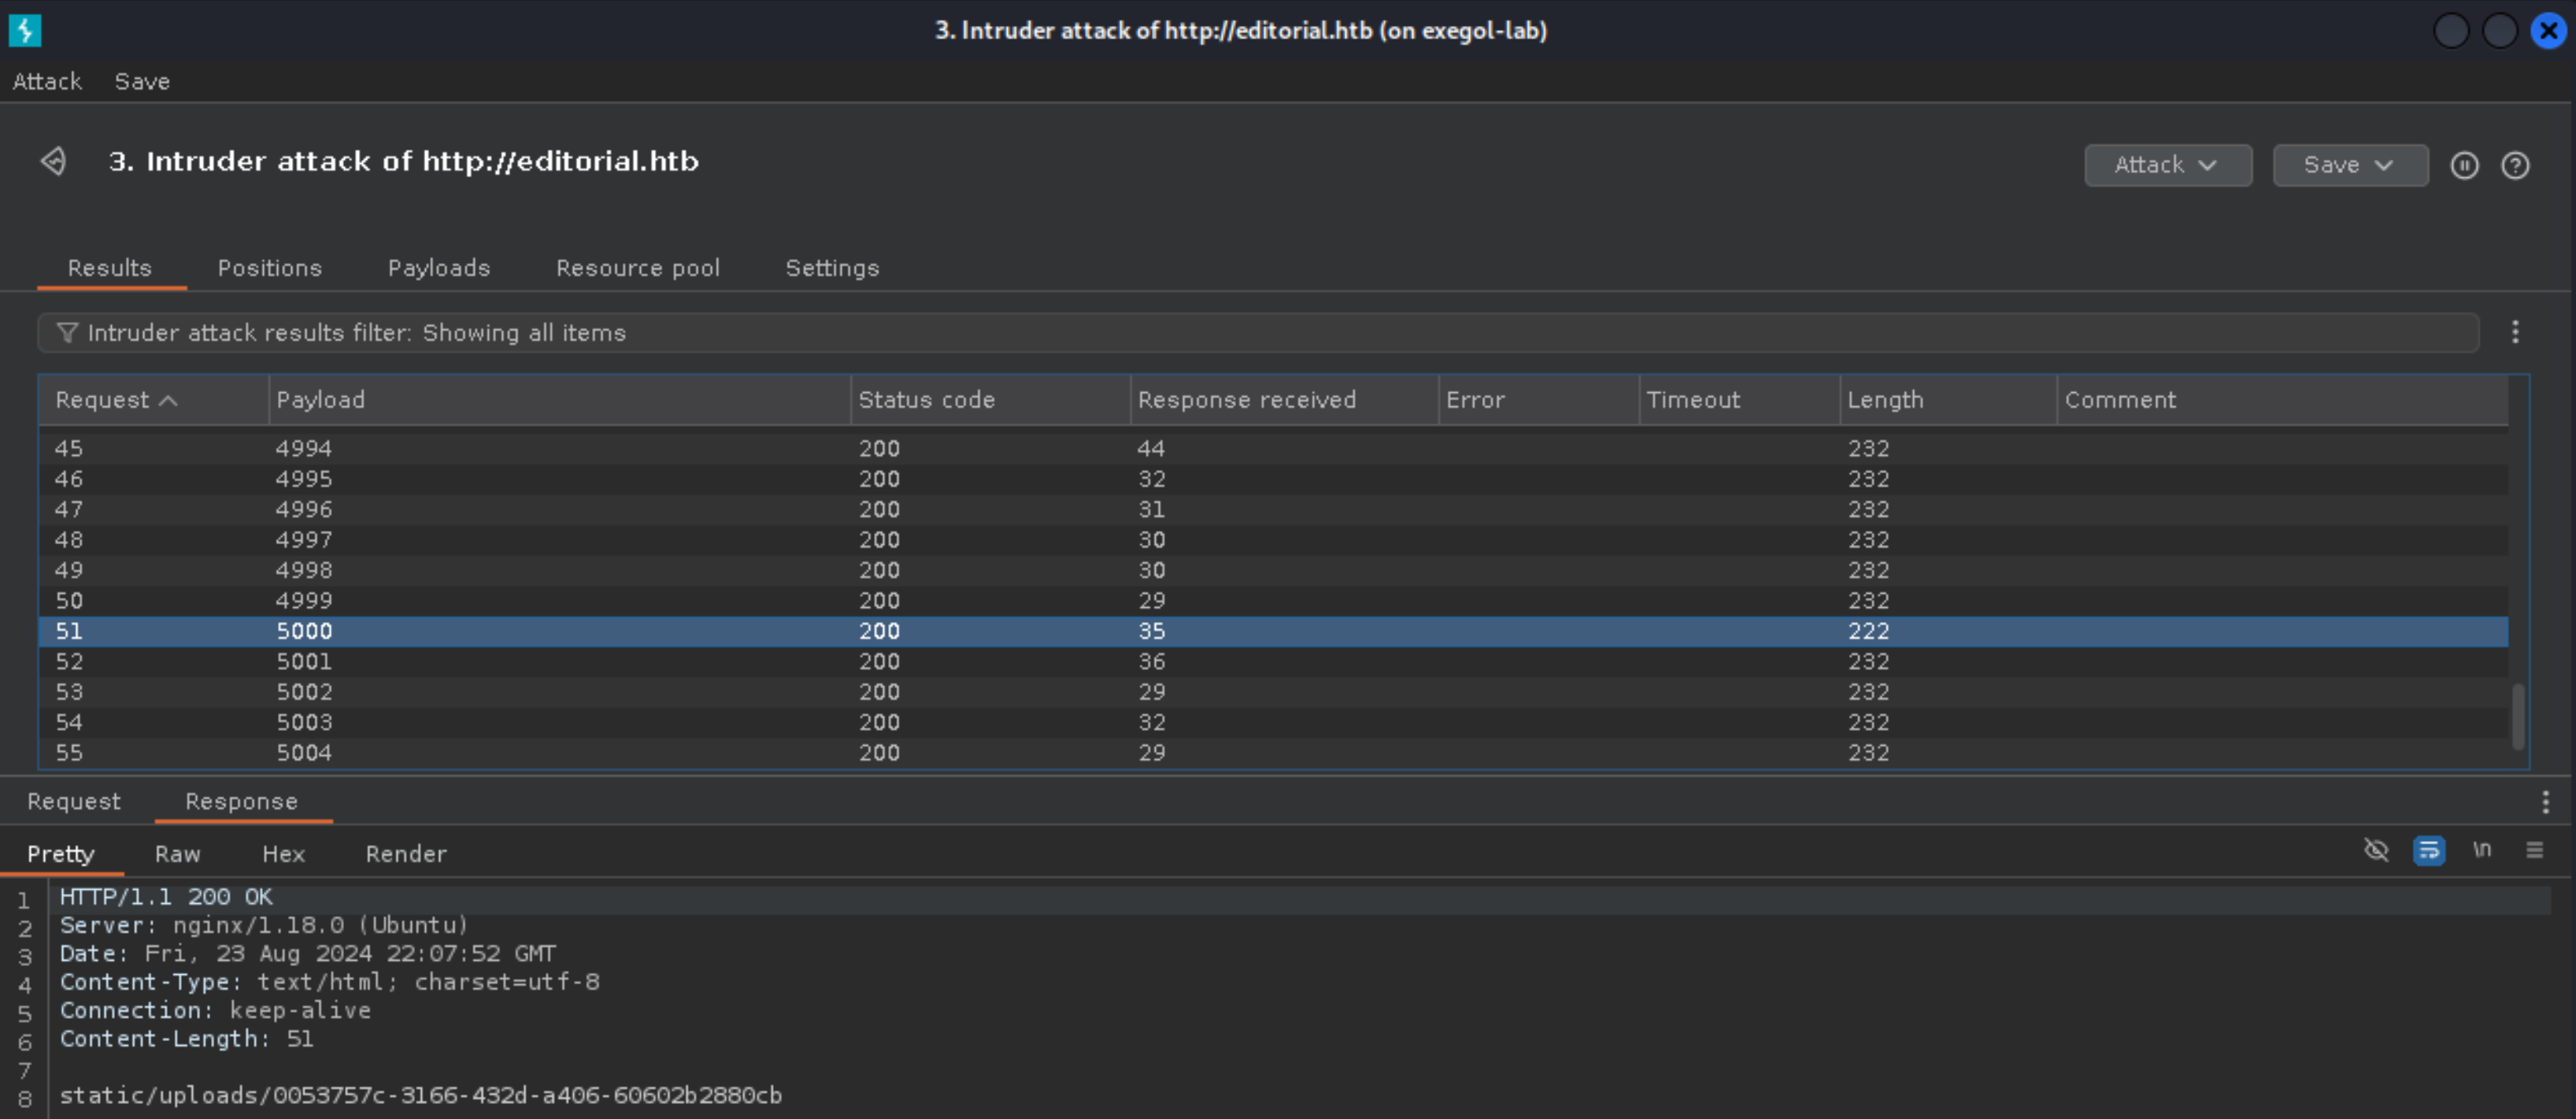 3. Intruder attack of http://editorial.htb (on exegol-lab)
Attack Save
3. Intruder attack of http://editorial.htb
Attack Save
Results Positions Payloads Resource pool Settings
Intruder attack results filter: Showing all items
Request Payload Status code Response received Error Timeout Length Comment
45 4994 200 44 232
46 4995 200 32 232
47 4996 200 31 232
48 4997 200 30 232
49 4998 200 30 232
50 4999 200 29 232
51 5000 200 35 222
52 5001 200 36 232
53 5002 200 29 232
54 5003 200 32 232
55 5004 200 29 232
Request Response
Pretty Raw Hex Render \n
1 HTTP/1.1 200 OK
2 Server: nginx/1.18.0 (Ubuntu)
3 Date: Fri, 23 Aug 2024 22:07:52 GMT
4 Content-Type: text/html; charset=utf-8
5 Connection: keep-alive
6 Content-Length: 51
7
8 static/uploads/0053757c-3166-432d-a406-60602b2880cb